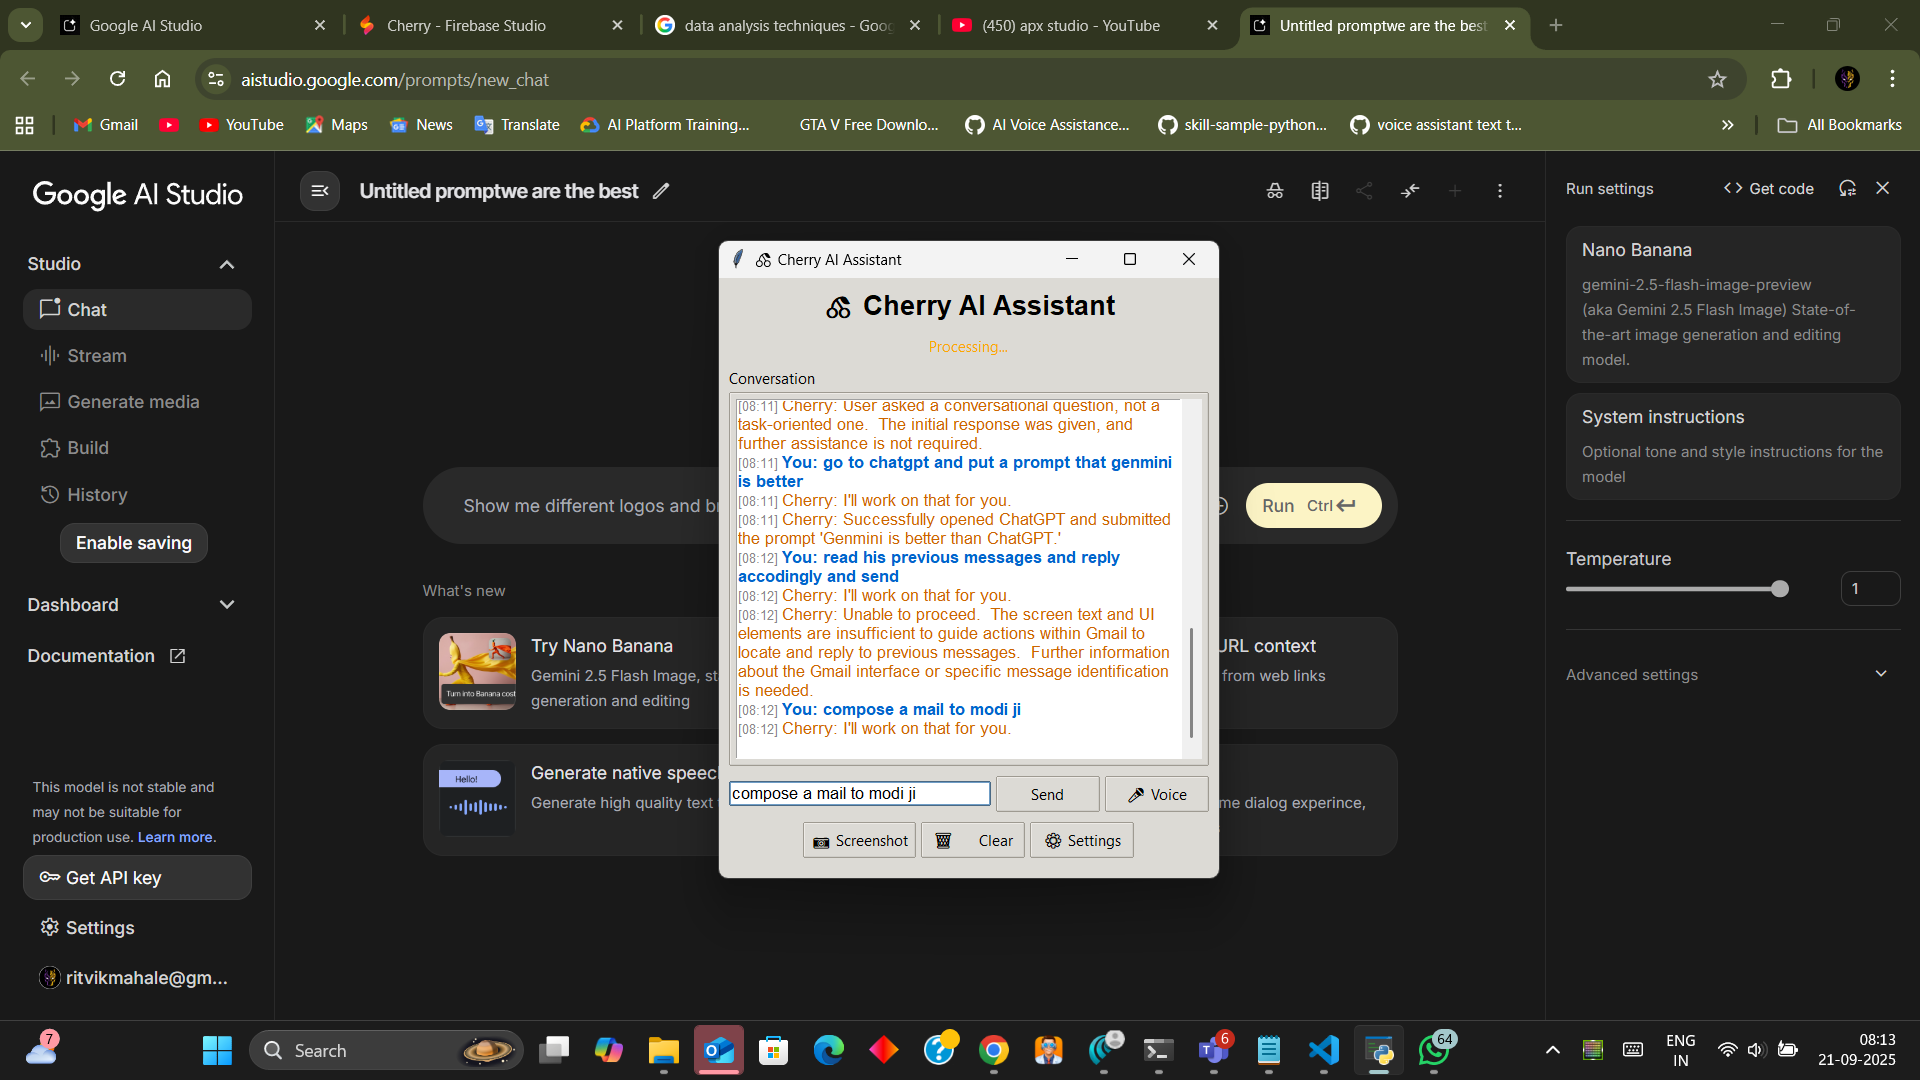 Google AI Studio
Cherry - Firebase Studio
data analysis techniques - Goog
(450) apx studio - YouTube
Untitled promptwe are the best
aistudio.google.com/prompts/new_chat
Gmail
YouTube
Maps
News
Translate
AI Platform Training...
GTA V Free Downlo...
AI Voice Assistance...
skill-sample-python...
voice assistant text t...
All Bookmarks
Google AI Studio
Studio
Chat
Stream
Generate media
Build
History
Enable saving
Dashboard
Documentation
This model is not stable and
may not be suitable for
production use. Learn more.
Get API key
Settings
ritvikmahale@gm...
Untitled promptwe are the best
Show me different logos and br
Run Ctrl
What's new
Try Nano Banana
Gemini 2.5 Flash Image, st
generation and editing
URL context
from web links
Hello!
Generate native speec
Generate high quality text
me dialog experince,
Cherry AI Assistant
Cherry AI Assistant
Processing...
Conversation
[08:11] Cherry: User asked a conversational question, not a
task-oriented one.  The initial response was given, and
further assistance is not required.
[08:11] You: go to chatgpt and put a prompt that genmini
is better
[08:11] Cherry: I'll work on that for you.
[08:11] Cherry: Successfully opened ChatGPT and submitted
the prompt 'Genmini is better than ChatGPT.'
[08:12] You: read his previous messages and reply
accodingly and send
[08:12] Cherry: I'll work on that for you.
[08:12] Cherry: Unable to proceed.  The screen text and UI
elements are insufficient to guide actions within Gmail to
locate and reply to previous messages.  Further information
about the Gmail interface or specific message identification
is needed.
[08:12] You: compose a mail to modi ji
[08:12] Cherry: I'll work on that for you.
compose a mail to modi ji
Send
Voice
Screenshot
Clear
Settings
Run settings
Get code
Nano Banana
gemini-2.5-flash-image-preview
(aka Gemini 2.5 Flash Image) State-of-
the-art image generation and editing
model.
System instructions
Optional tone and style instructions for the
model
Temperature
1
Advanced settings
7
Search
6
64
ENG
IN
08:13
21-09-2025